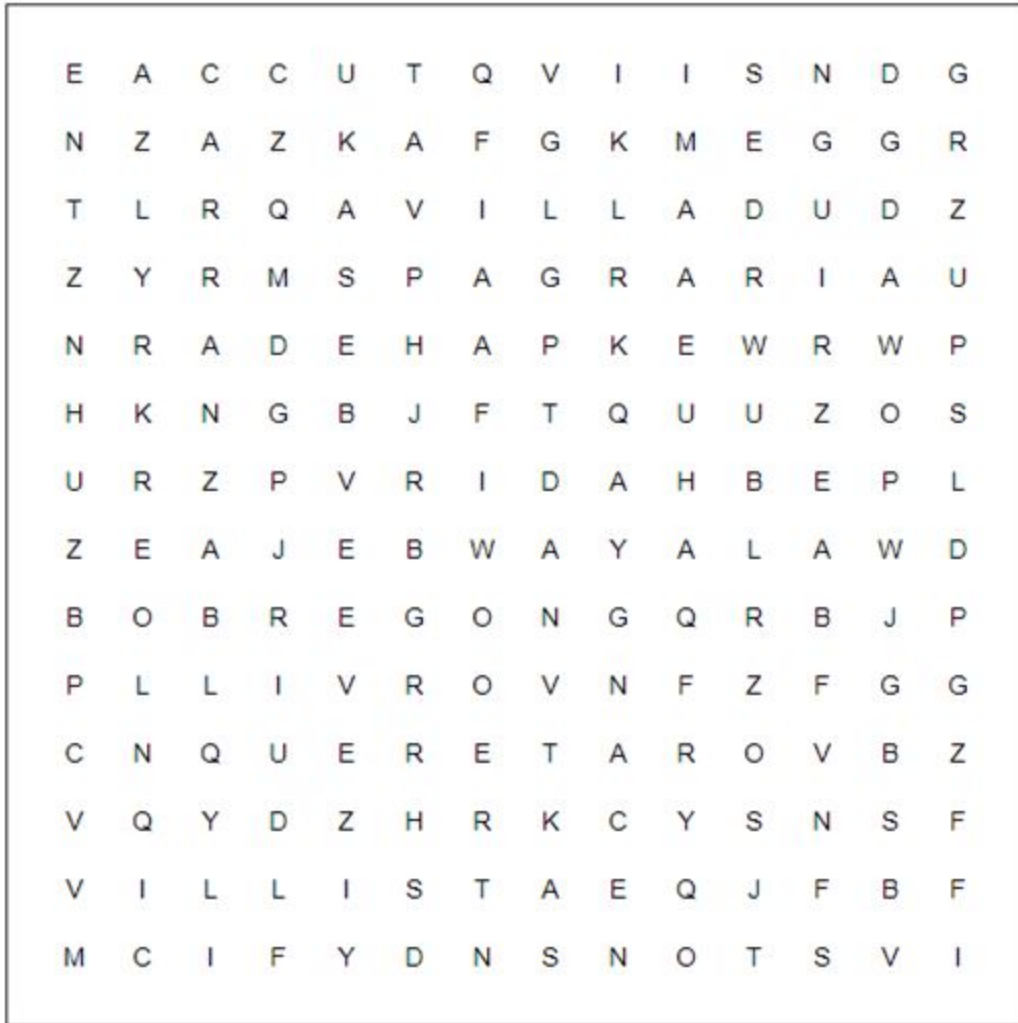 E A C C U T Q V I I S N D G
N Z A Z K A F G K M E G G R
T L R Q A V I L L A D U D Z
Z Y R M S P A G R A R I A U
N R A D E H A P K E W R W P
H K N G B J F T Q U U Z O S
U R Z P V R I D A H B E P L
Z E A J E B W A Y A L A W D
B O B R E G O N G Q R B J P
P L L I V R O V N F Z F G G
C N Q U E R E T A R O V B Z
V Q Y D Z H R K C Y S N S F
V I L L I S T A E Q J F B F
M C I F Y D N S N O T S V I